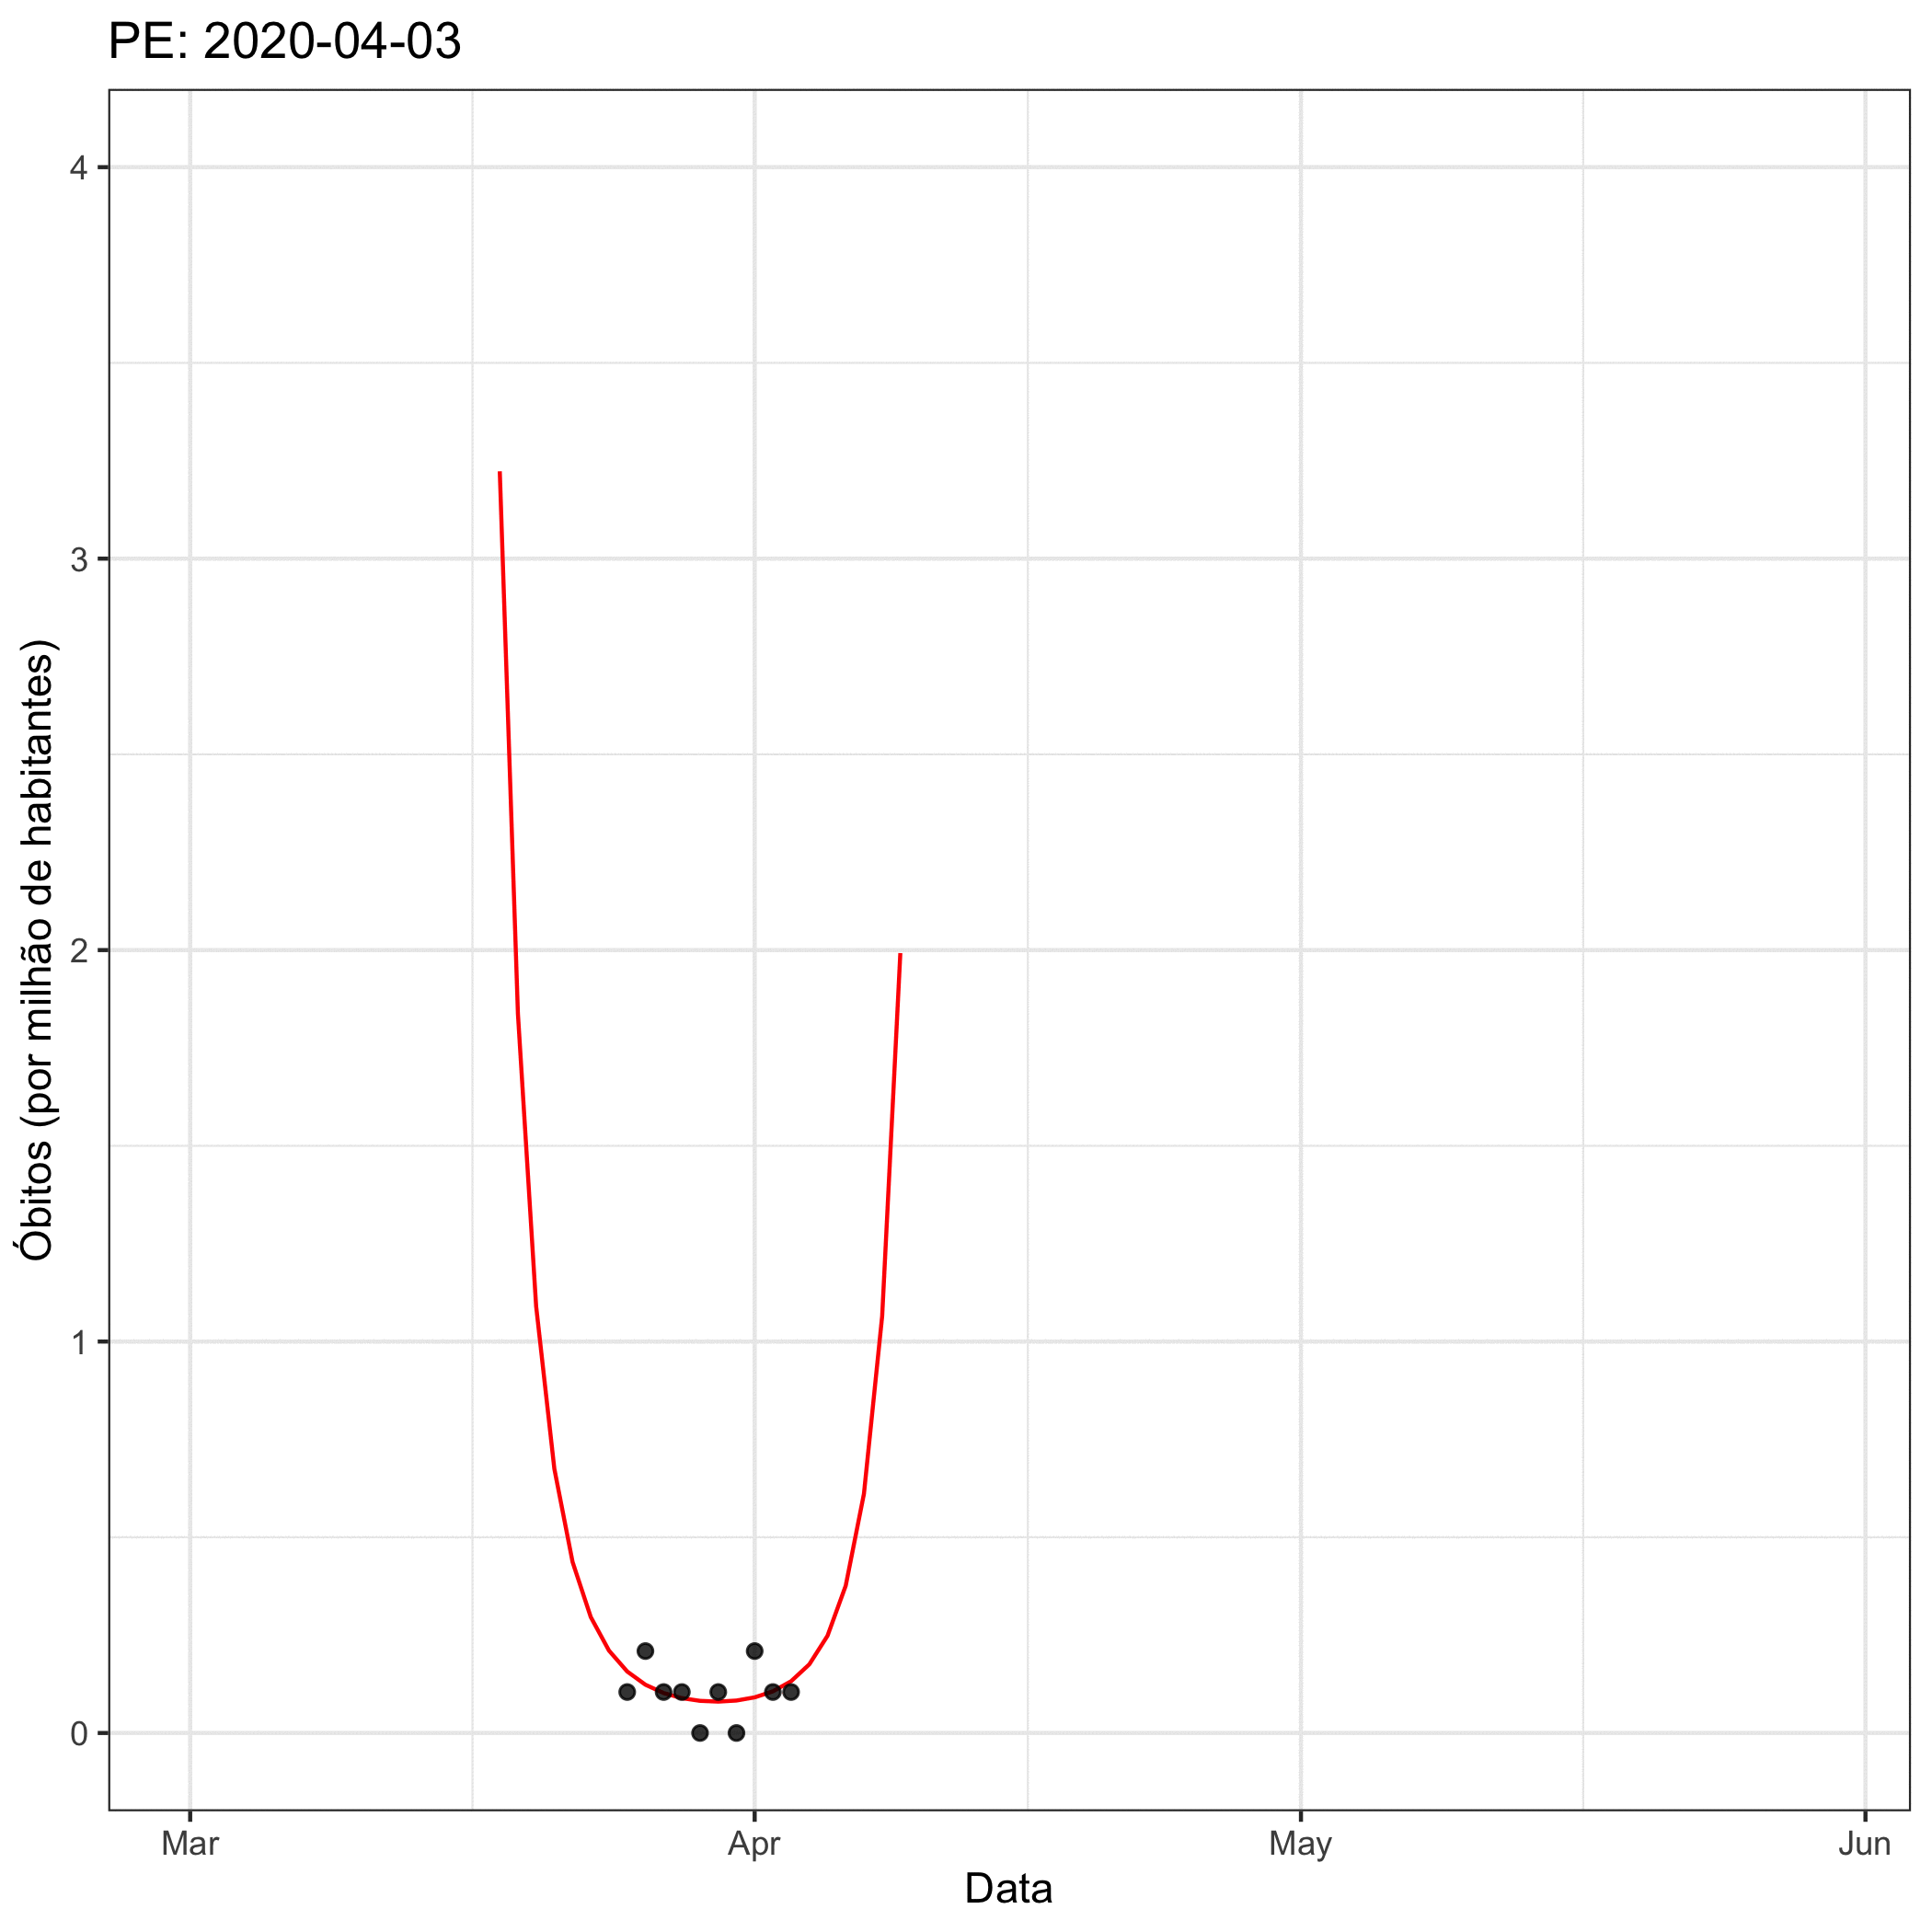 PE: 2020-04-03
Óbitos (por milhão de habitantes)
4
3
2
1
0
Mar Apr May Jun
Data